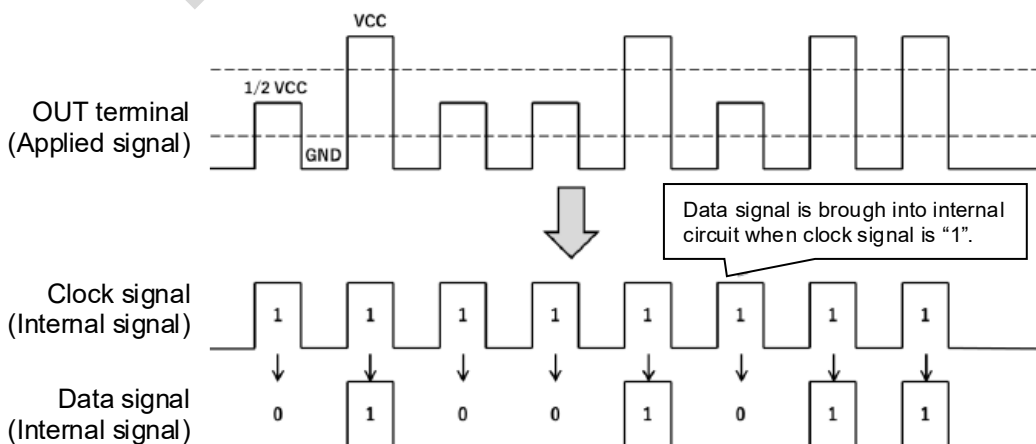 VCC
1/2 VCC
OUT terminal
(Applied signal)
GND
Data signal is brough into internal
circuit when clock signal is “1”.
Clock signal
(Internal signal)
1 1 1 1 1 1 1 1
Data signal
(Internal signal)
0 1 0 0 1 0 1 1